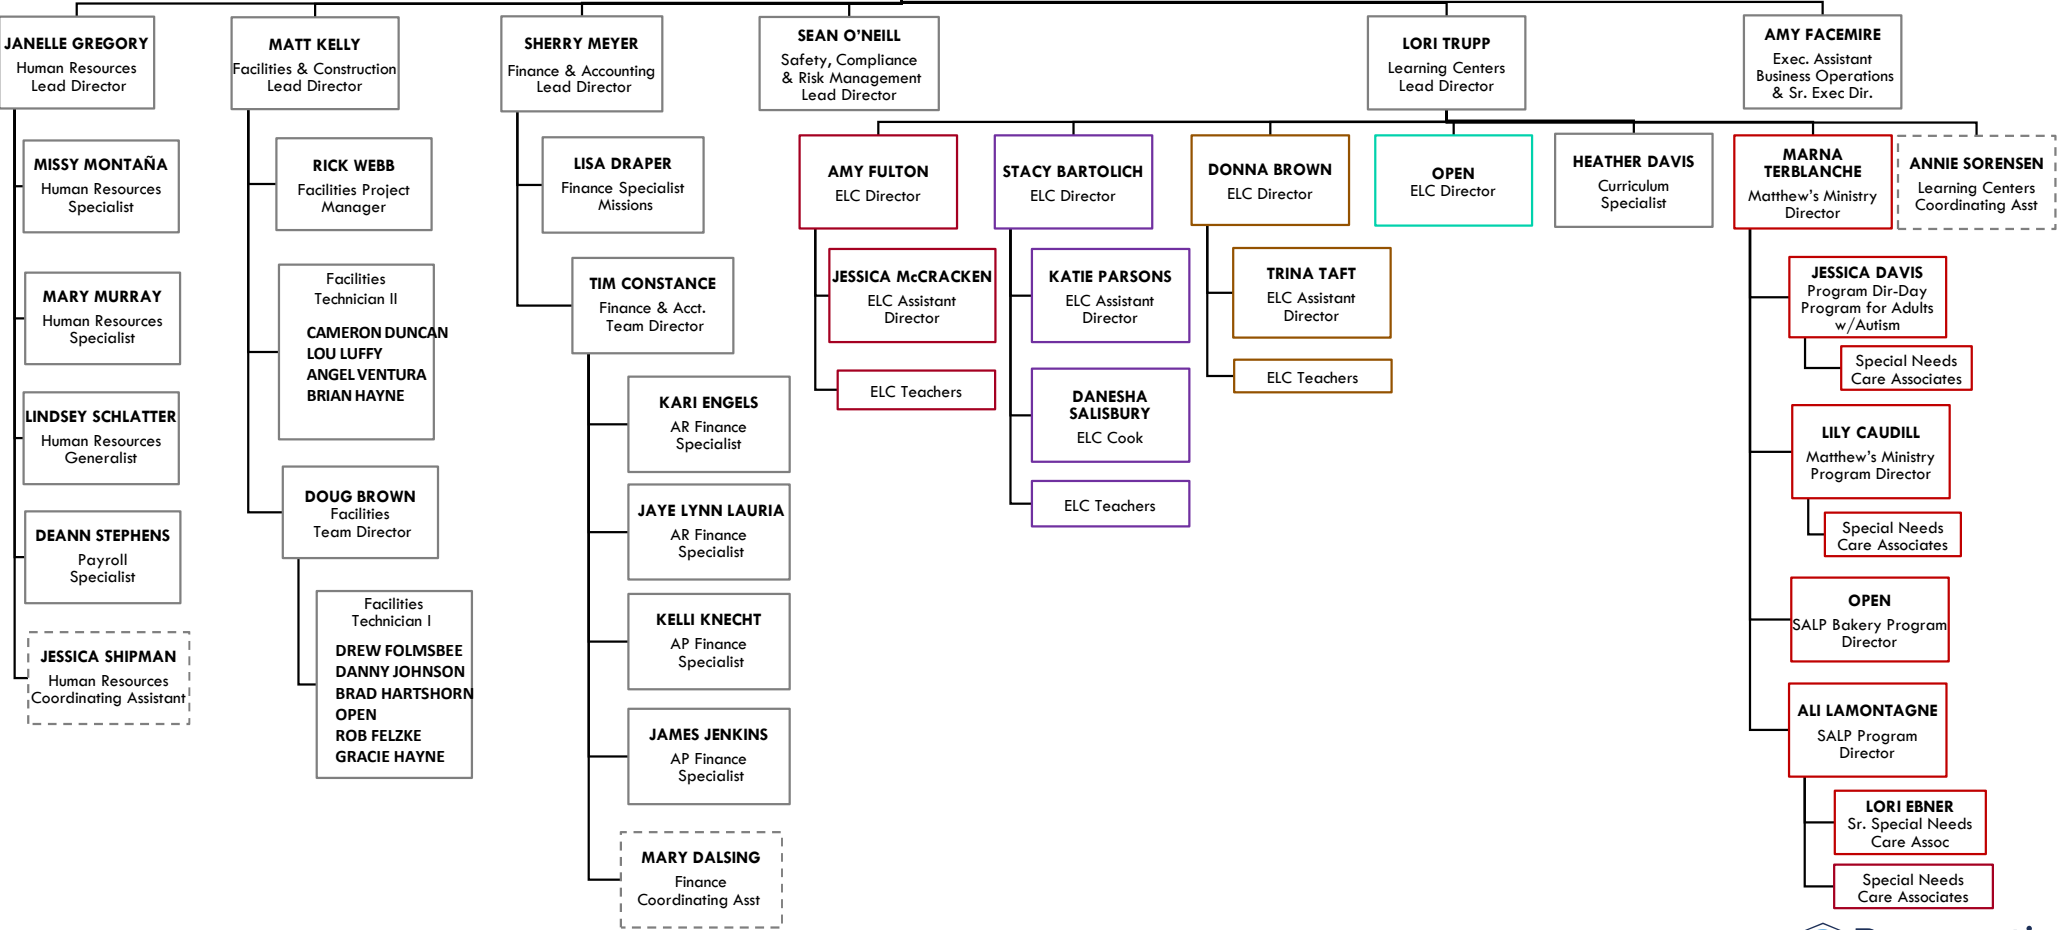 JANELLE GREGORY
Human Resources
Lead Director
MISSY MONTAÑA
Human Resources
Specialist
MARY MURRAY
Human Resources
Specialist
LINDSEY SCHLATTER
Human Resources
Generalist
DEANN STEPHENS
Payroll
Specialist
JESSICA SHIPMAN
Human Resources
Coordinating Assistant
MATT KELLY
Facilities & Construction
Lead Director
RICK WEBB
Facilities Project
Manager
Facilities
Technician II
CAMERON DUNCAN
LOU LUFFY
ANGEL VENTURA
BRIAN HAYNE
DOUG BROWN
Facilities
Team Director
Facilities
Technician I
DREW FOLMSBEE
DANNY JOHNSON
BRAD HARTSHORN
OPEN
ROB FELZKE
GRACIE HAYNE
SHERRY MEYER
Finance & Accounting
Lead Director
LISA DRAPER
Finance Specialist
Missions
TIM CONSTANCE
Finance & Acct.
Team Director
KARI ENGELS
AR Finance
Specialist
JAYE LYNN LAURIA
AR Finance
Specialist
KELLI KNECHT
AP Finance
Specialist
JAMES JENKINS
AP Finance
Specialist
MARY DALSING
Finance
Coordinating Asst
SEAN O’NEILL
Safety, Compliance
& Risk Management
Lead Director
LORI TRUPP
Learning Centers
Lead Director
AMY FULTON
ELC Director
JESSICA McCRACKEN
ELC Assistant
Director
ELC Teachers
STACY BARTOLICH
ELC Director
KATIE PARSONS
ELC Assistant
Director
DANESHA
SALISBURY
ELC Cook
ELC Teachers
DONNA BROWN
ELC Director
TRINA TAFT
ELC Assistant
Director
ELC Teachers
OPEN
ELC Director
HEATHER DAVIS
Curriculum
Specialist
MARNA
TERBLANCHE
Matthew’s Ministry
Director
JESSICA DAVIS
Program Dir-Day
Program for Adults
w/Autism
Special Needs
Care Associates
LILY CAUDILL
Matthew’s Ministry
Program Director
Special Needs
Care Associates
OPEN
SALP Bakery Program
Director
ALI LAMONTAGNE
SALP Program
Director
LORI EBNER
Sr. Special Needs
Care Assoc
Special Needs
Care Associates
ANNIE SORENSEN
Learning Centers
Coordinating Asst
AMY FACEMIRE
Exec. Assistant
Business Operations
& Sr. Exec Dir.